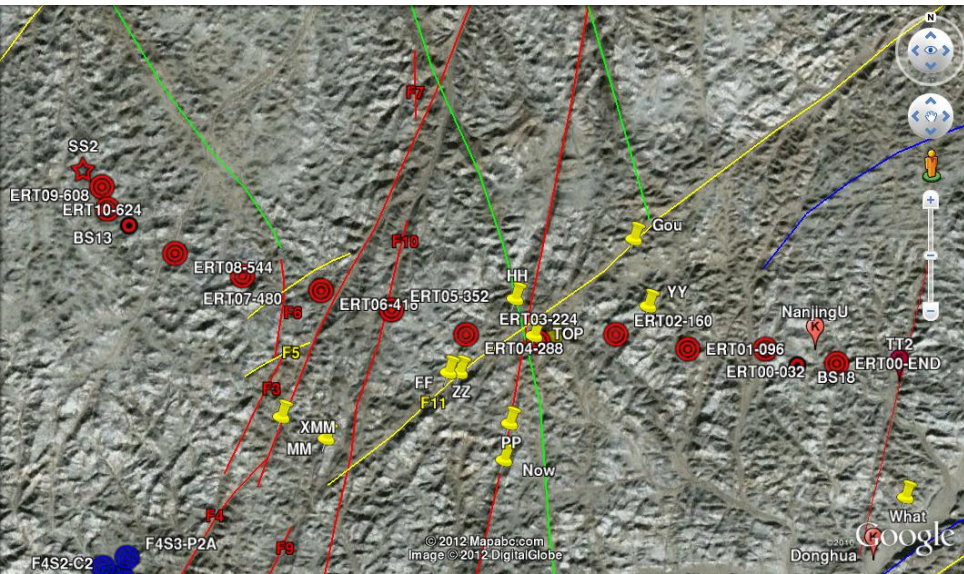 N
F7
SS2
ERT09-608
ERT10-624
BS13
Gou
F10
ERT08-544
HH
YY
ERT07-480
ERT06-416
ERT05-352
F6
ERT03-224
ERT02-160
NanjingU
K
TOP
TT2
ERT04-288
ERT01-096
F5
ERT00-END
ERT00-032
BS18
FF
ZZ
F3
F11
XMM
MM
PP
Now
What
F4
F9
F4S3-P2A
F4S2-C2
© 2012 Mapabc.com
Image © 2012 DigitalGlobe
©2010
Google
Donghua
K